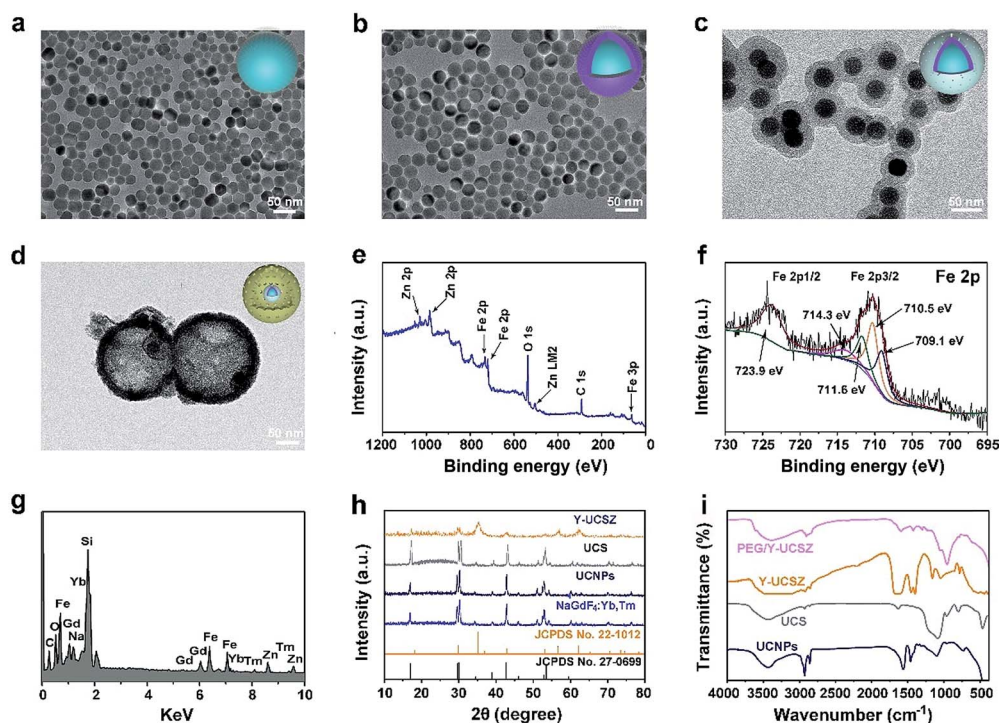 a
50 nm
b
50 nm
c
50 nm
d
50 nm
e
Intensity (a.u.)
Zn 2p
Zn 2p
Fe 2p
Fe 2p
O 1s
Zn LM2
C 1s
Fe 3p
1200 1000 800 640 400 200 0
Binding energy (eV)
f
Intensity (a.u.)
Fe 2p1/2 Fe 2p3/2 Fe 2p
714.3 eV
710.5 eV
709.1 eV
723.9 eV
711.6 eV
730 725 720 715 710 705 700 695
Binding energy (eV)
g
Intensity (a.u.)
C
O
Fe
Gd
Na
Yb
Si
Gd
Gd
Fe
Fe
Yb
Tm
Zn
Tm
Zn
0 2 4 6 8 10
KeV
h
Intensity (a.u.)
Y-UCSZ
UCS
UCNPs
NaGdF₄:Yb,Tm
JCPDS No. 22-1012
JCPDS No. 27-0699
10 20 30 40 50 60 70 80
2θ (degree)
i
Transmittance (%)
PEG/Y-UCSZ
Y-UCSZ
UCS
UCNPs
4000 3500 3000 2500 2000 1500 1000 500
Wavenumber (cm⁻¹)